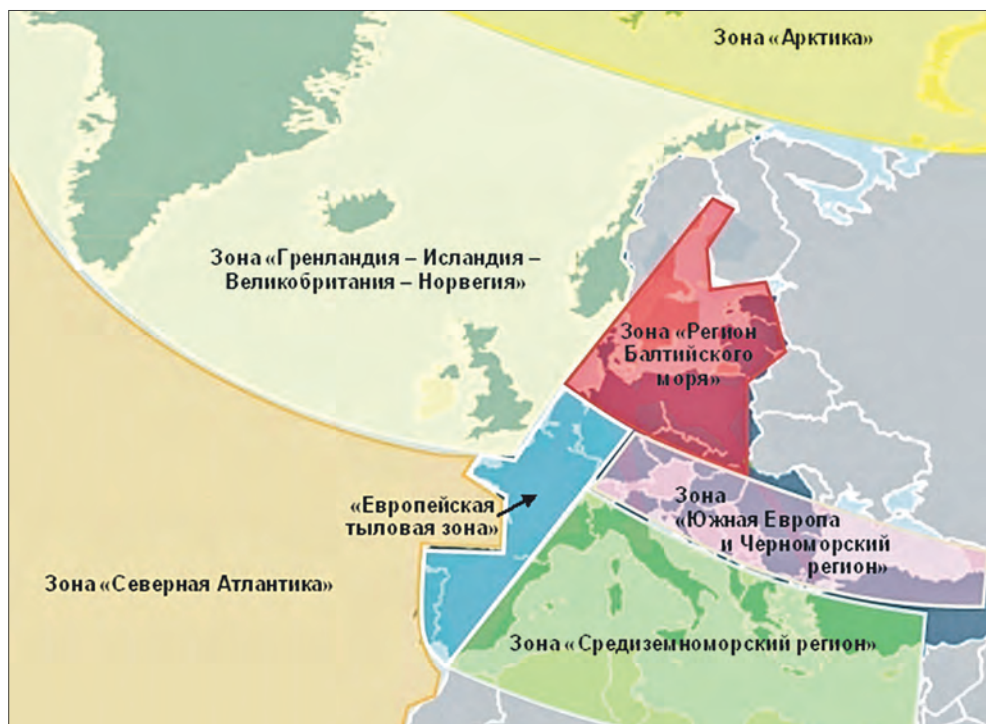 Зона «Арктика»
Зона «Гренландия – Исландия –
Великобритания – Норвегия»
Зона «Регион
Балтийского
моря»
«Европейская
тыловая зона»
Зона
«Южная Европа
и Черноморский
регион»
Зона «Северная Атлантика»
Зона «Средиземноморский регион»